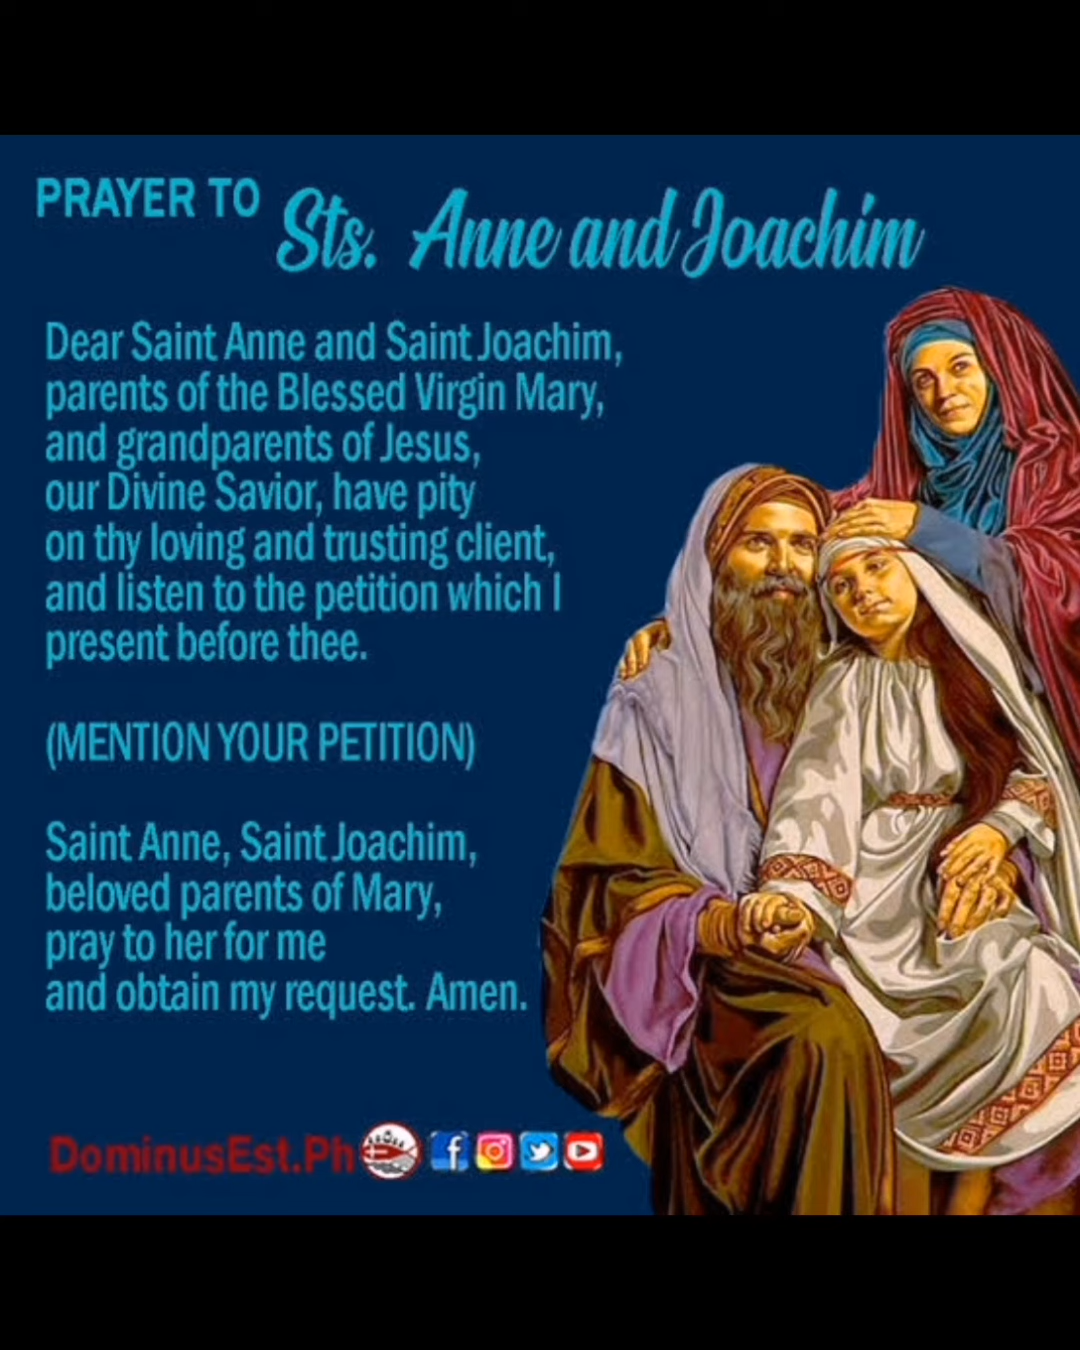 PRAYER TO Sts. Anne and Joachim
Dear Saint Anne and Saint Joachim,
parents of the Blessed Virgin Mary,
and grandparents of Jesus,
our Divine Savior, have pity
on thy loving and trusting client,
and listen to the petition which I
present before thee.
(MENTION YOUR PETITION)
Saint Anne, Saint Joachim,
beloved parents of Mary,
pray to her for me
and obtain my request. Amen.
DominusEst.Ph